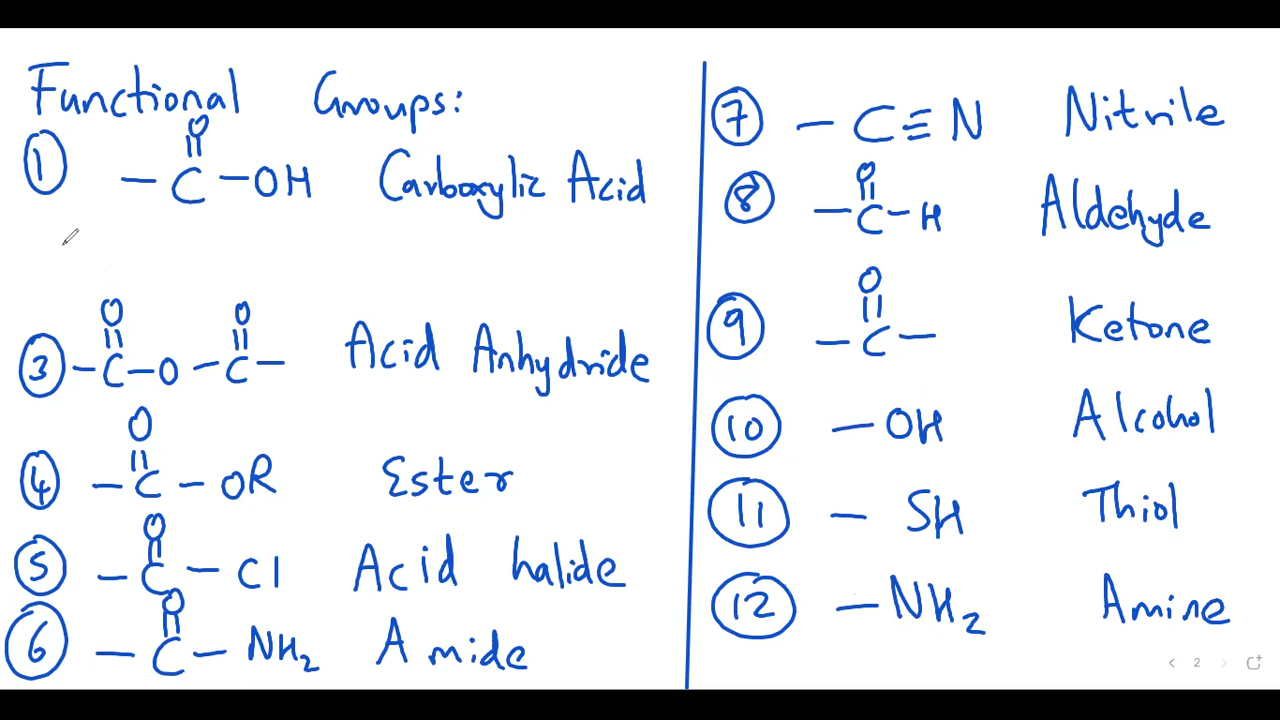 Functional Groups:
O
||
① — C — OH Carboxylic Acid
O O
|| ||
③ — C — O — C — Acid Anhydride
O
||
④ — C — OR Ester
O
||
⑤ — C — Cl Acid halide
O
||
⑥ — C — NH₂ Amide
⑦ — C ≡ N Nitrile
O
||
⑧ — C — H Aldehyde
O
||
⑨ — C — Ketone
⑩ — OH Alcohol
⑪ — SH Thiol
⑫ — NH₂ Amine
2